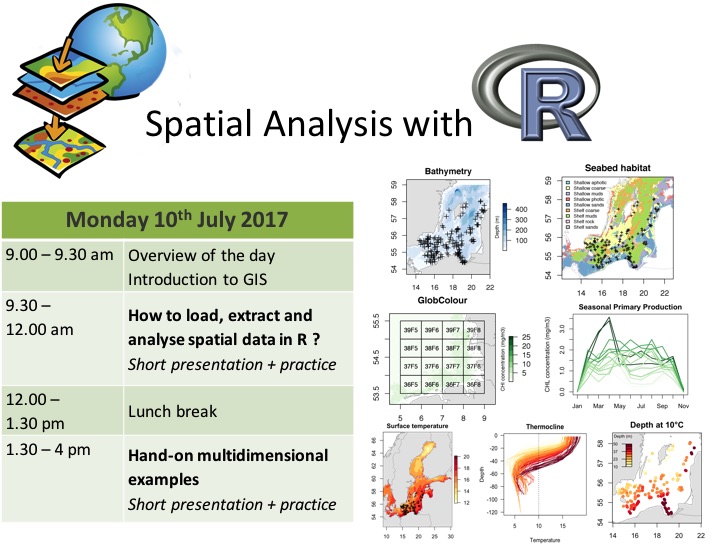 Spatial Analysis with R
Monday 10th July 2017
9.00 – 9.30 am
Overview of the day
Introduction to GIS
9.30 –
12.00 am
How to load, extract and
analyse spatial data in R ?
Short presentation + practice
12.00 –
1.30 pm
Lunch break
1.30 – 4 pm
Hand-on multidimensional
examples
Short presentation + practice
Bathymetry
59
58
57
56
55
54
14 16 18 20 22
Depth (m)
400
300
200
100
Seabed habitat
Shallow aphotic
Shallow coarse
Shallow muds
Shallow photic
Shallow sands
Shelf coarse
Shelf muds
Shelf rock
Shelf sands
59
58
57
56
55
54
14 16 18 20 22
GlobColour
55.5
54.5
53.5
39F5 39F6 39F7 39F8
38F5 38F6 38F7 38F8
37F5 37F6 37F7 37F8
36F5 36F6 36F7 36F8
5 6 7 8 9
Chl concentration (mg/m3)
25
20
15
10
5
Seasonal Primary Production
CHL concentration (mg/m3)
3.0
2.0
1.0
0.0
Jan Mar May Jul Sep Nov
Surface temperature
66
64
62
60
58
56
54
10 15 20 25 30
20
18
16
14
12
Thermocline
Depth
0
-20
-40
-60
-80
-100
-120
5 10 15
Temperature
Depth at 10°C
Depth (m)
58
57
56
55
54
14 16 18 20 22